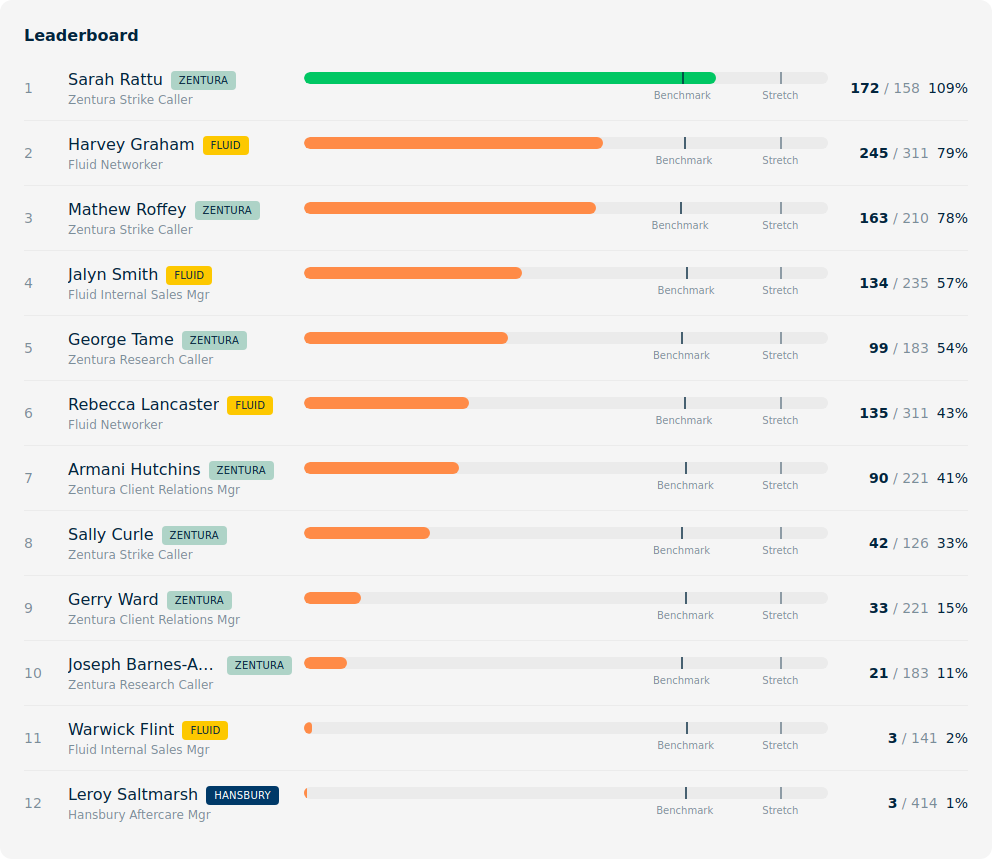 Leaderboard
1 Sarah Rattu ZENTURA 172 / 158 109%
Zentura Strike Caller Benchmark Stretch
2 Harvey Graham FLUID 245 / 311 79%
Fluid Networker Benchmark Stretch
3 Mathew Roffey ZENTURA 163 / 210 78%
Zentura Strike Caller Benchmark Stretch
4 Jalyn Smith FLUID 134 / 235 57%
Fluid Internal Sales Mgr Benchmark Stretch
5 George Tame ZENTURA 99 / 183 54%
Zentura Research Caller Benchmark Stretch
6 Rebecca Lancaster FLUID 135 / 311 43%
Fluid Networker Benchmark Stretch
7 Armani Hutchins ZENTURA 90 / 221 41%
Zentura Client Relations Mgr Benchmark Stretch
8 Sally Curle ZENTURA 42 / 126 33%
Zentura Strike Caller Benchmark Stretch
9 Gerry Ward ZENTURA 33 / 221 15%
Zentura Client Relations Mgr Benchmark Stretch
10 Joseph Barnes-A... ZENTURA 21 / 183 11%
Zentura Research Caller Benchmark Stretch
11 Warwick Flint FLUID 3 / 141 2%
Fluid Internal Sales Mgr Benchmark Stretch
12 Leroy Saltmarsh HANSBURY 3 / 414 1%
Hansbury Aftercare Mgr Benchmark Stretch